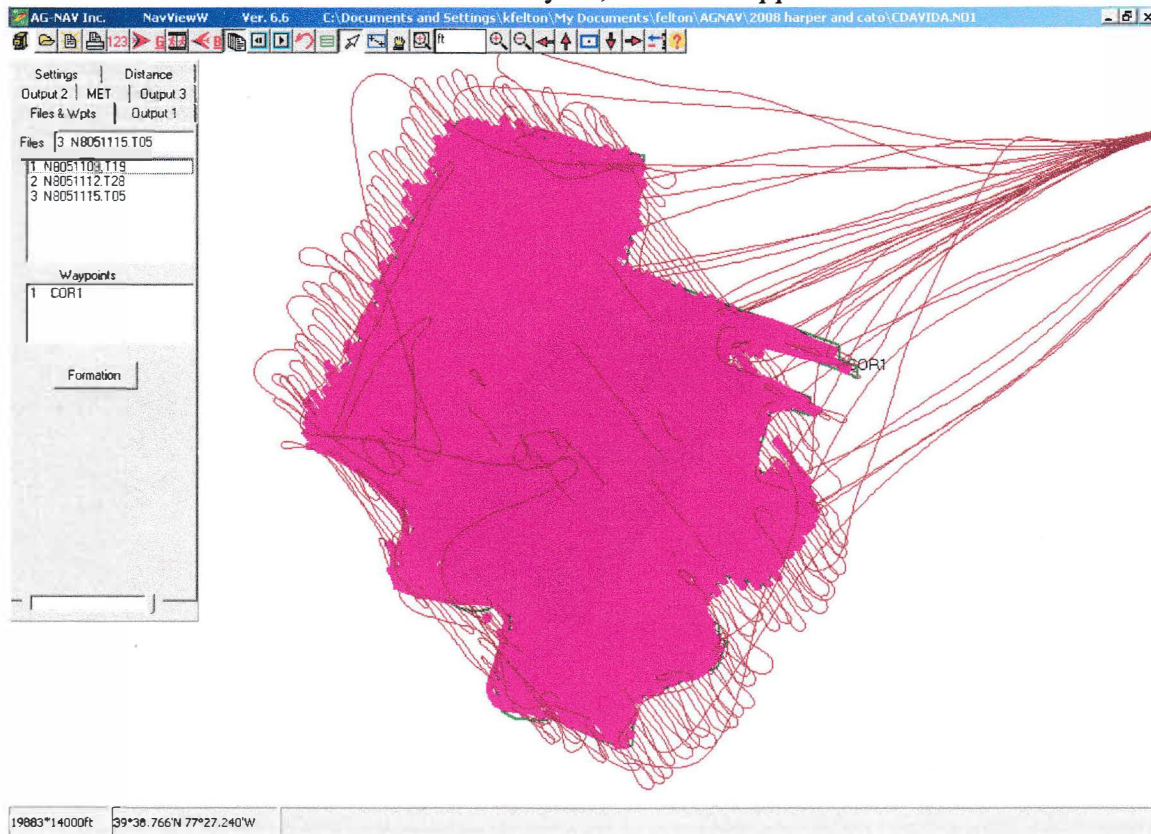 AG-NAV Inc. NavViewW Ver. 6.6 C:\Documents and Settings\kfelton\My Documents\felton\AGNAV\2008 harper and cato\CDAVIDA.NO1
123
ft
Settings Distance
Output 2 MET Output 3
Files & Wpts Output 1
Files 3 N8051115.T05
1 N8051109.T19
2 N8051112.T28
3 N8051115.T05
Waypoints
1 COR1
Formation
COR1
19883*14000ft 39°38.766'N 77°27.240'W